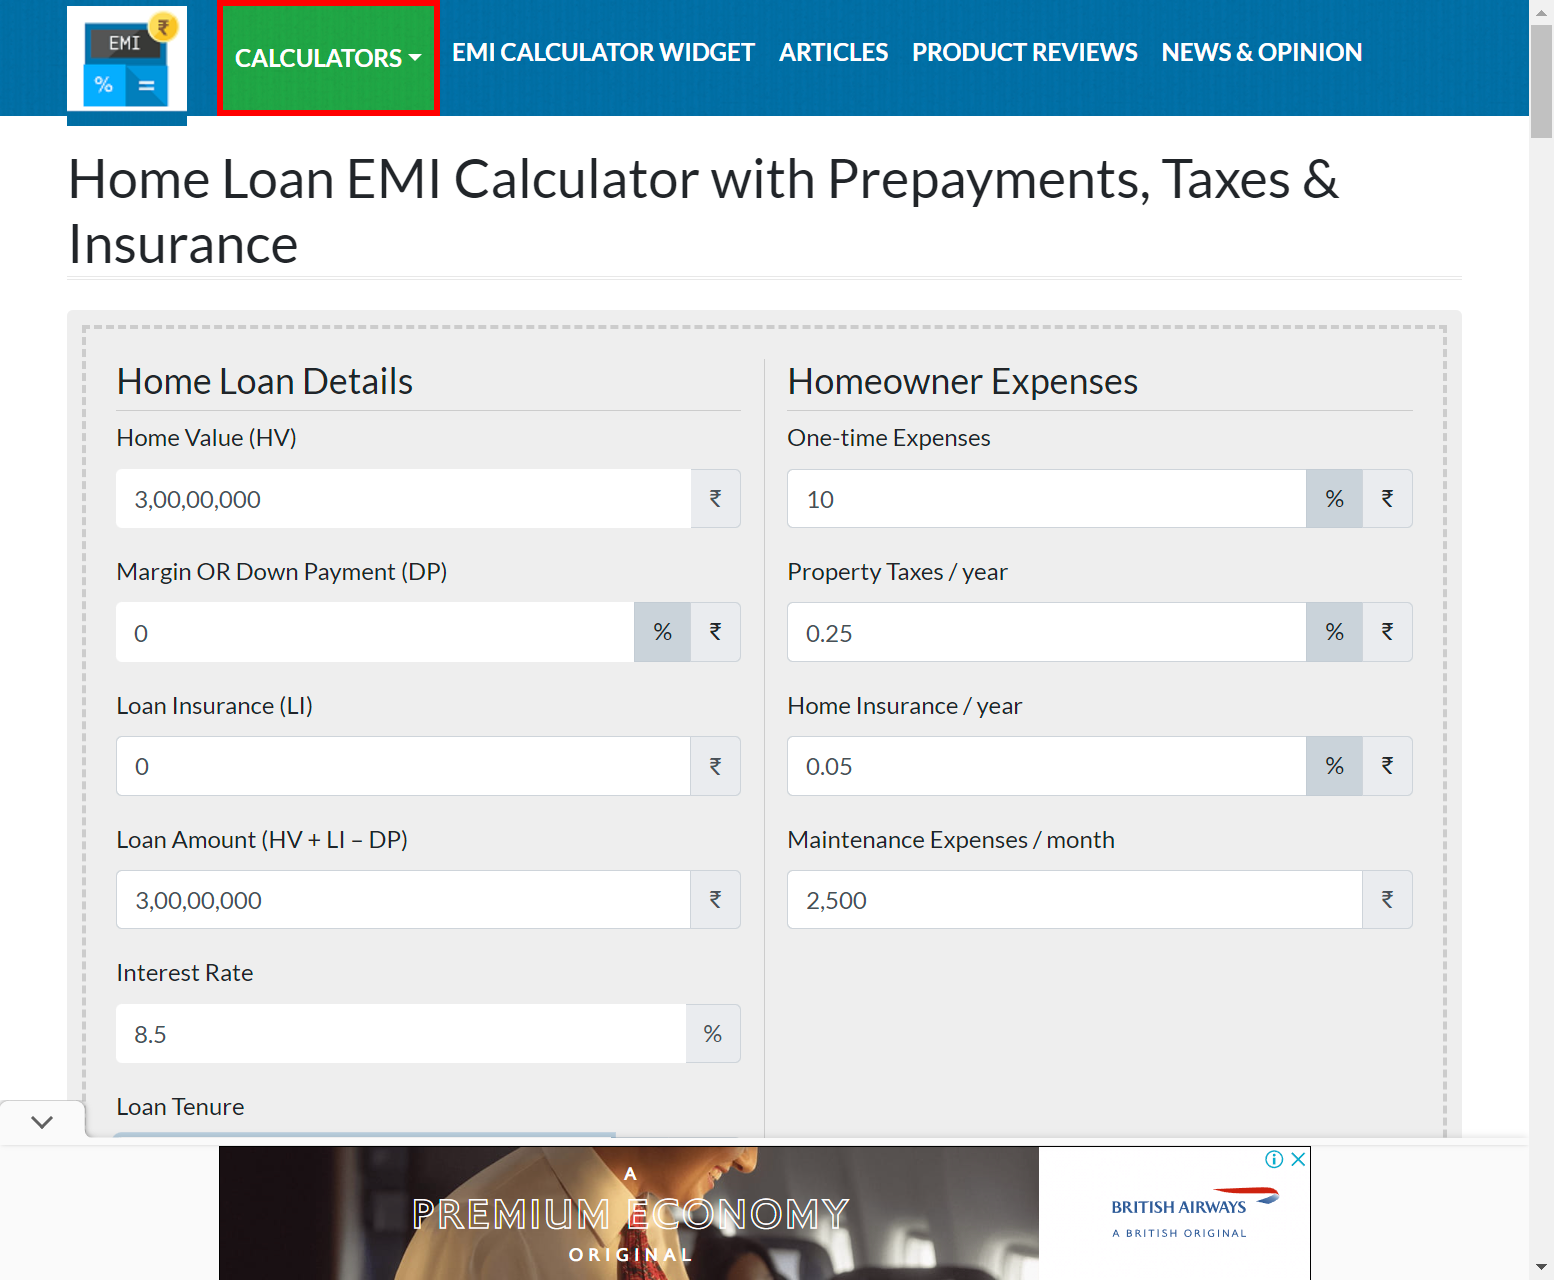 EMI
₹
%
=
CALCULATORS
EMI CALCULATOR WIDGET
ARTICLES
PRODUCT REVIEWS
NEWS & OPINION
Home Loan EMI Calculator with Prepayments, Taxes &
Insurance
Home Loan Details
Home Value (HV)
3,00,00,000 ₹
Margin OR Down Payment (DP)
0 % ₹
Loan Insurance (LI)
0 ₹
Loan Amount (HV + LI – DP)
3,00,00,000 ₹
Interest Rate
8.5 %
Loan Tenure
Homeowner Expenses
One-time Expenses
10 % ₹
Property Taxes / year
0.25 % ₹
Home Insurance / year
0.05 % ₹
Maintenance Expenses / month
2,500 ₹
A
PREMIUM ECONOMY
ORIGINAL
BRITISH AIRWAYS
A BRITISH ORIGINAL